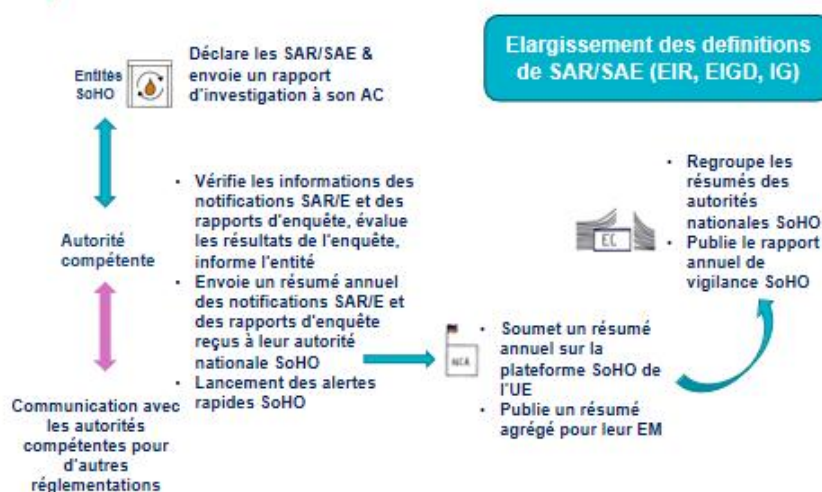 Entités
SoHO
Déclare les SAR/SAE &
envoie un rapport
d'investigation à son AC
Elargissement des definitions
de SAR/SAE (EIR, EIGD, IG)
Autorité
compétente
• Vérifie les informations des
notifications SAR/E et des
rapports d'enquête, évalue
les résultats de l'enquête,
informe l'entité
• Envoie un résumé annuel
des notifications SAR/E et
des rapports d'enquête
reçus à leur autorité
nationale SoHO
• Lancement des alertes
rapides SoHO
Communication avec
les autorités
compétentes pour
d'autres
réglementations
NCA
• Soumet un résumé
annuel sur la
plateforme SoHO de
l'UE
• Publie un résumé
agrégé pour leur EM
EC
• Regroupe les
résumés des
autorités
nationales SoHO
• Publie le rapport
annuel de
vigilance SoHO